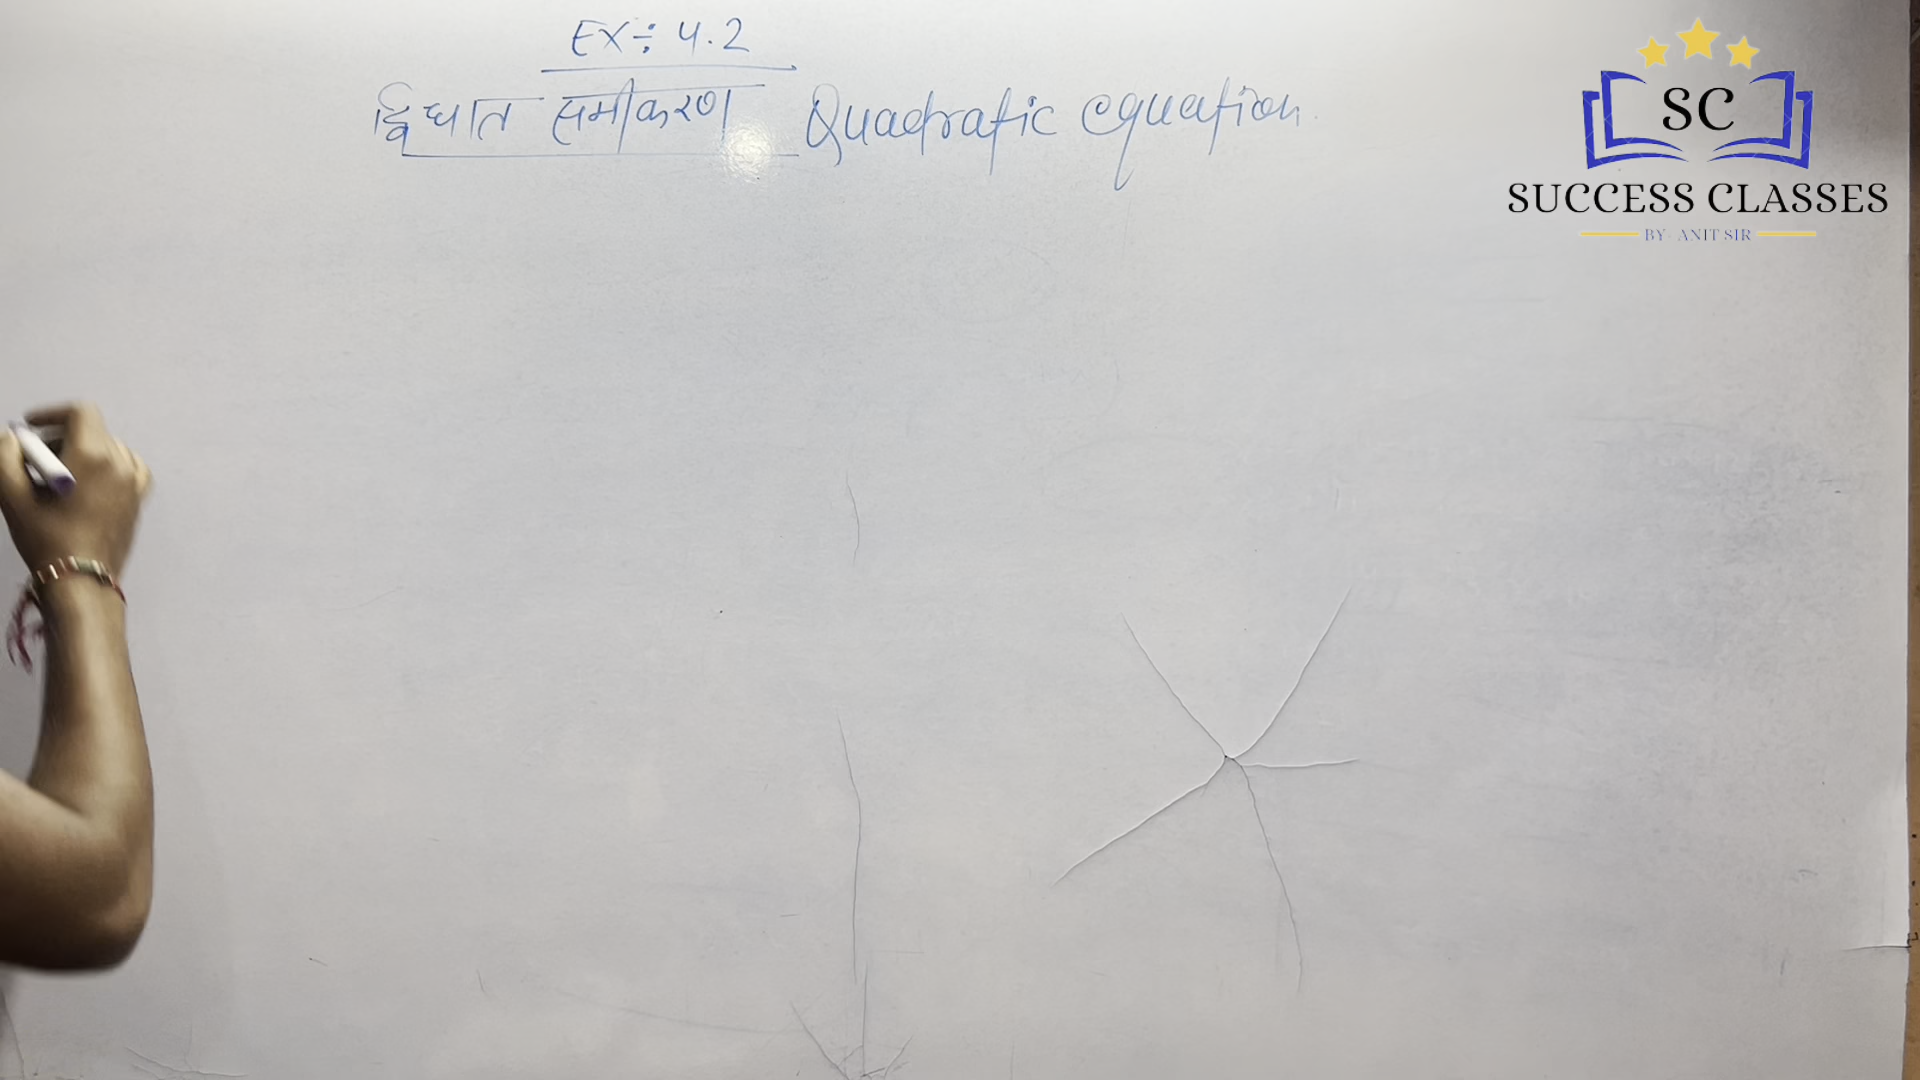 Ex÷ 4.2
द्विघात समीकरण Quadratic equation.
SC
SUCCESS CLASSES
BY ANIT SIR